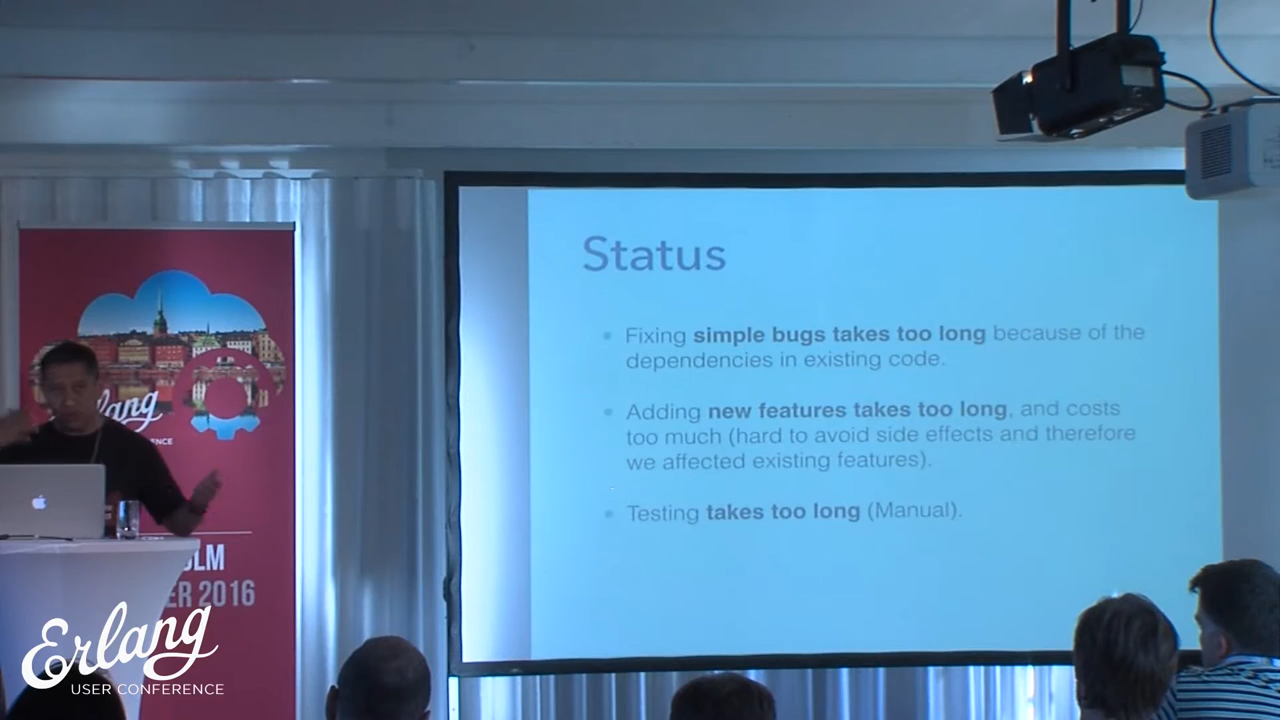 Status
Fixing simple bugs takes too long because of the
dependencies in existing code.
Adding new features takes too long, and costs
too much (hard to avoid side effects and therefore
we affected existing features).
Testing takes too long (Manual).
Erlang
USER CONFERENCE
2016